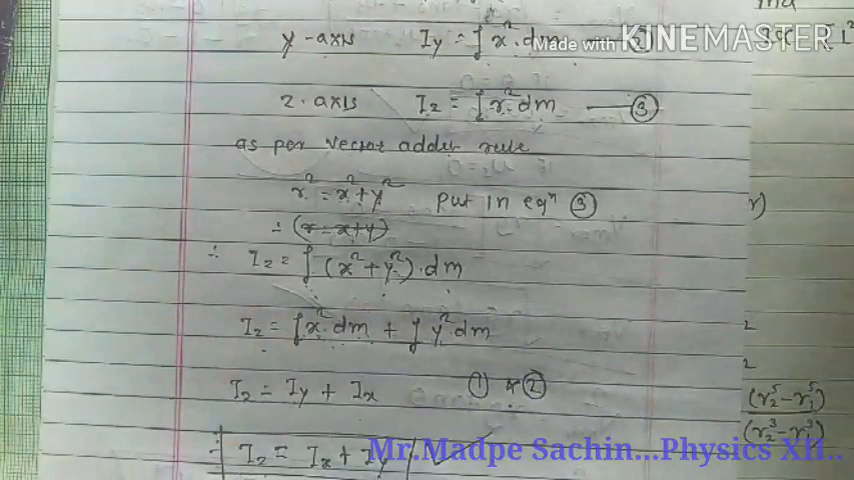 y-axis Iy = ∫x².dm — ②
Made with KINEMASTER
z.axis Iz = ∫r².dm — ③
as per vector adder rule
r² = x²+y² put in eqⁿ ③
∴ (r = x+y)
∴ Iz = ∫(x²+y²).dm
Iz = ∫x².dm + ∫y².dm
Iz = Iy + Ix ① & ②
∴ Iz = Ix + Iy
(r₂⁵-r₁⁵)
(r₂³-r₁³)
Mr.Madpe Sachin...Physics XII..